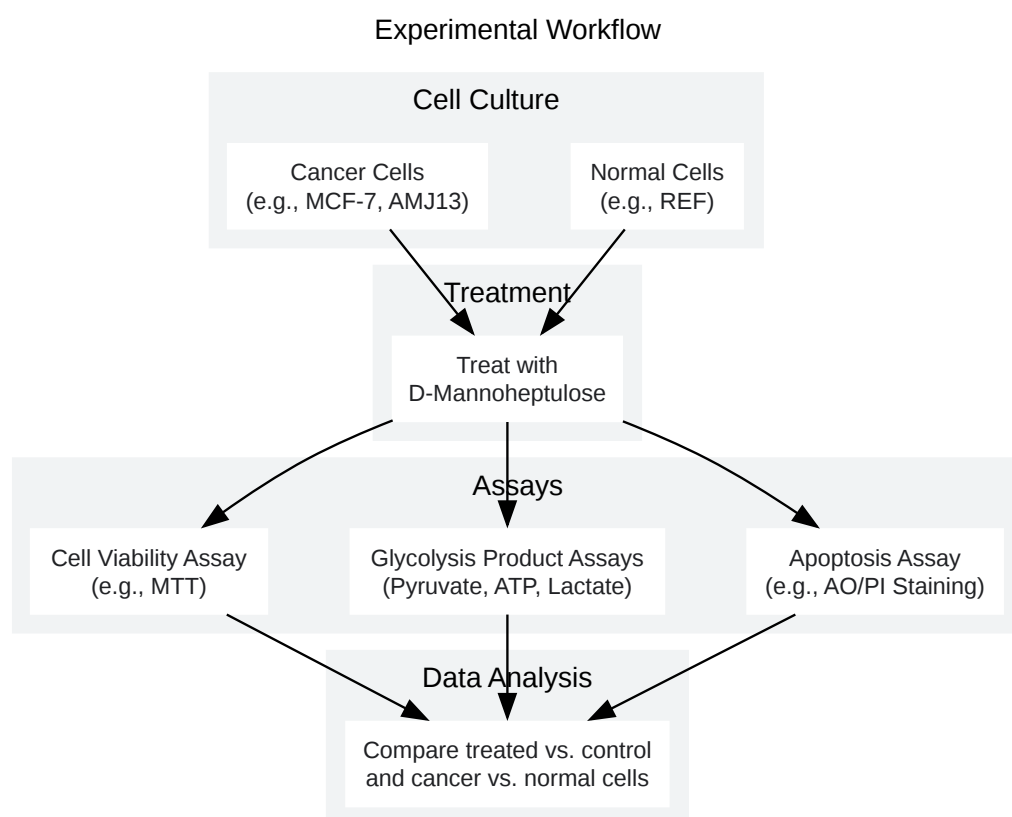 Experimental Workflow
Cell Culture
Cancer Cells
(e.g., MCF-7, AMJ13)
Normal Cells
(e.g., REF)
Treatment
Treat with
D-Mannoheptulose
Assays
Cell Viability Assay
(e.g., MTT)
Glycolysis Product Assays
(Pyruvate, ATP, Lactate)
Apoptosis Assay
(e.g., AO/PI Staining)
Data Analysis
Compare treated vs. control
and cancer vs. normal cells